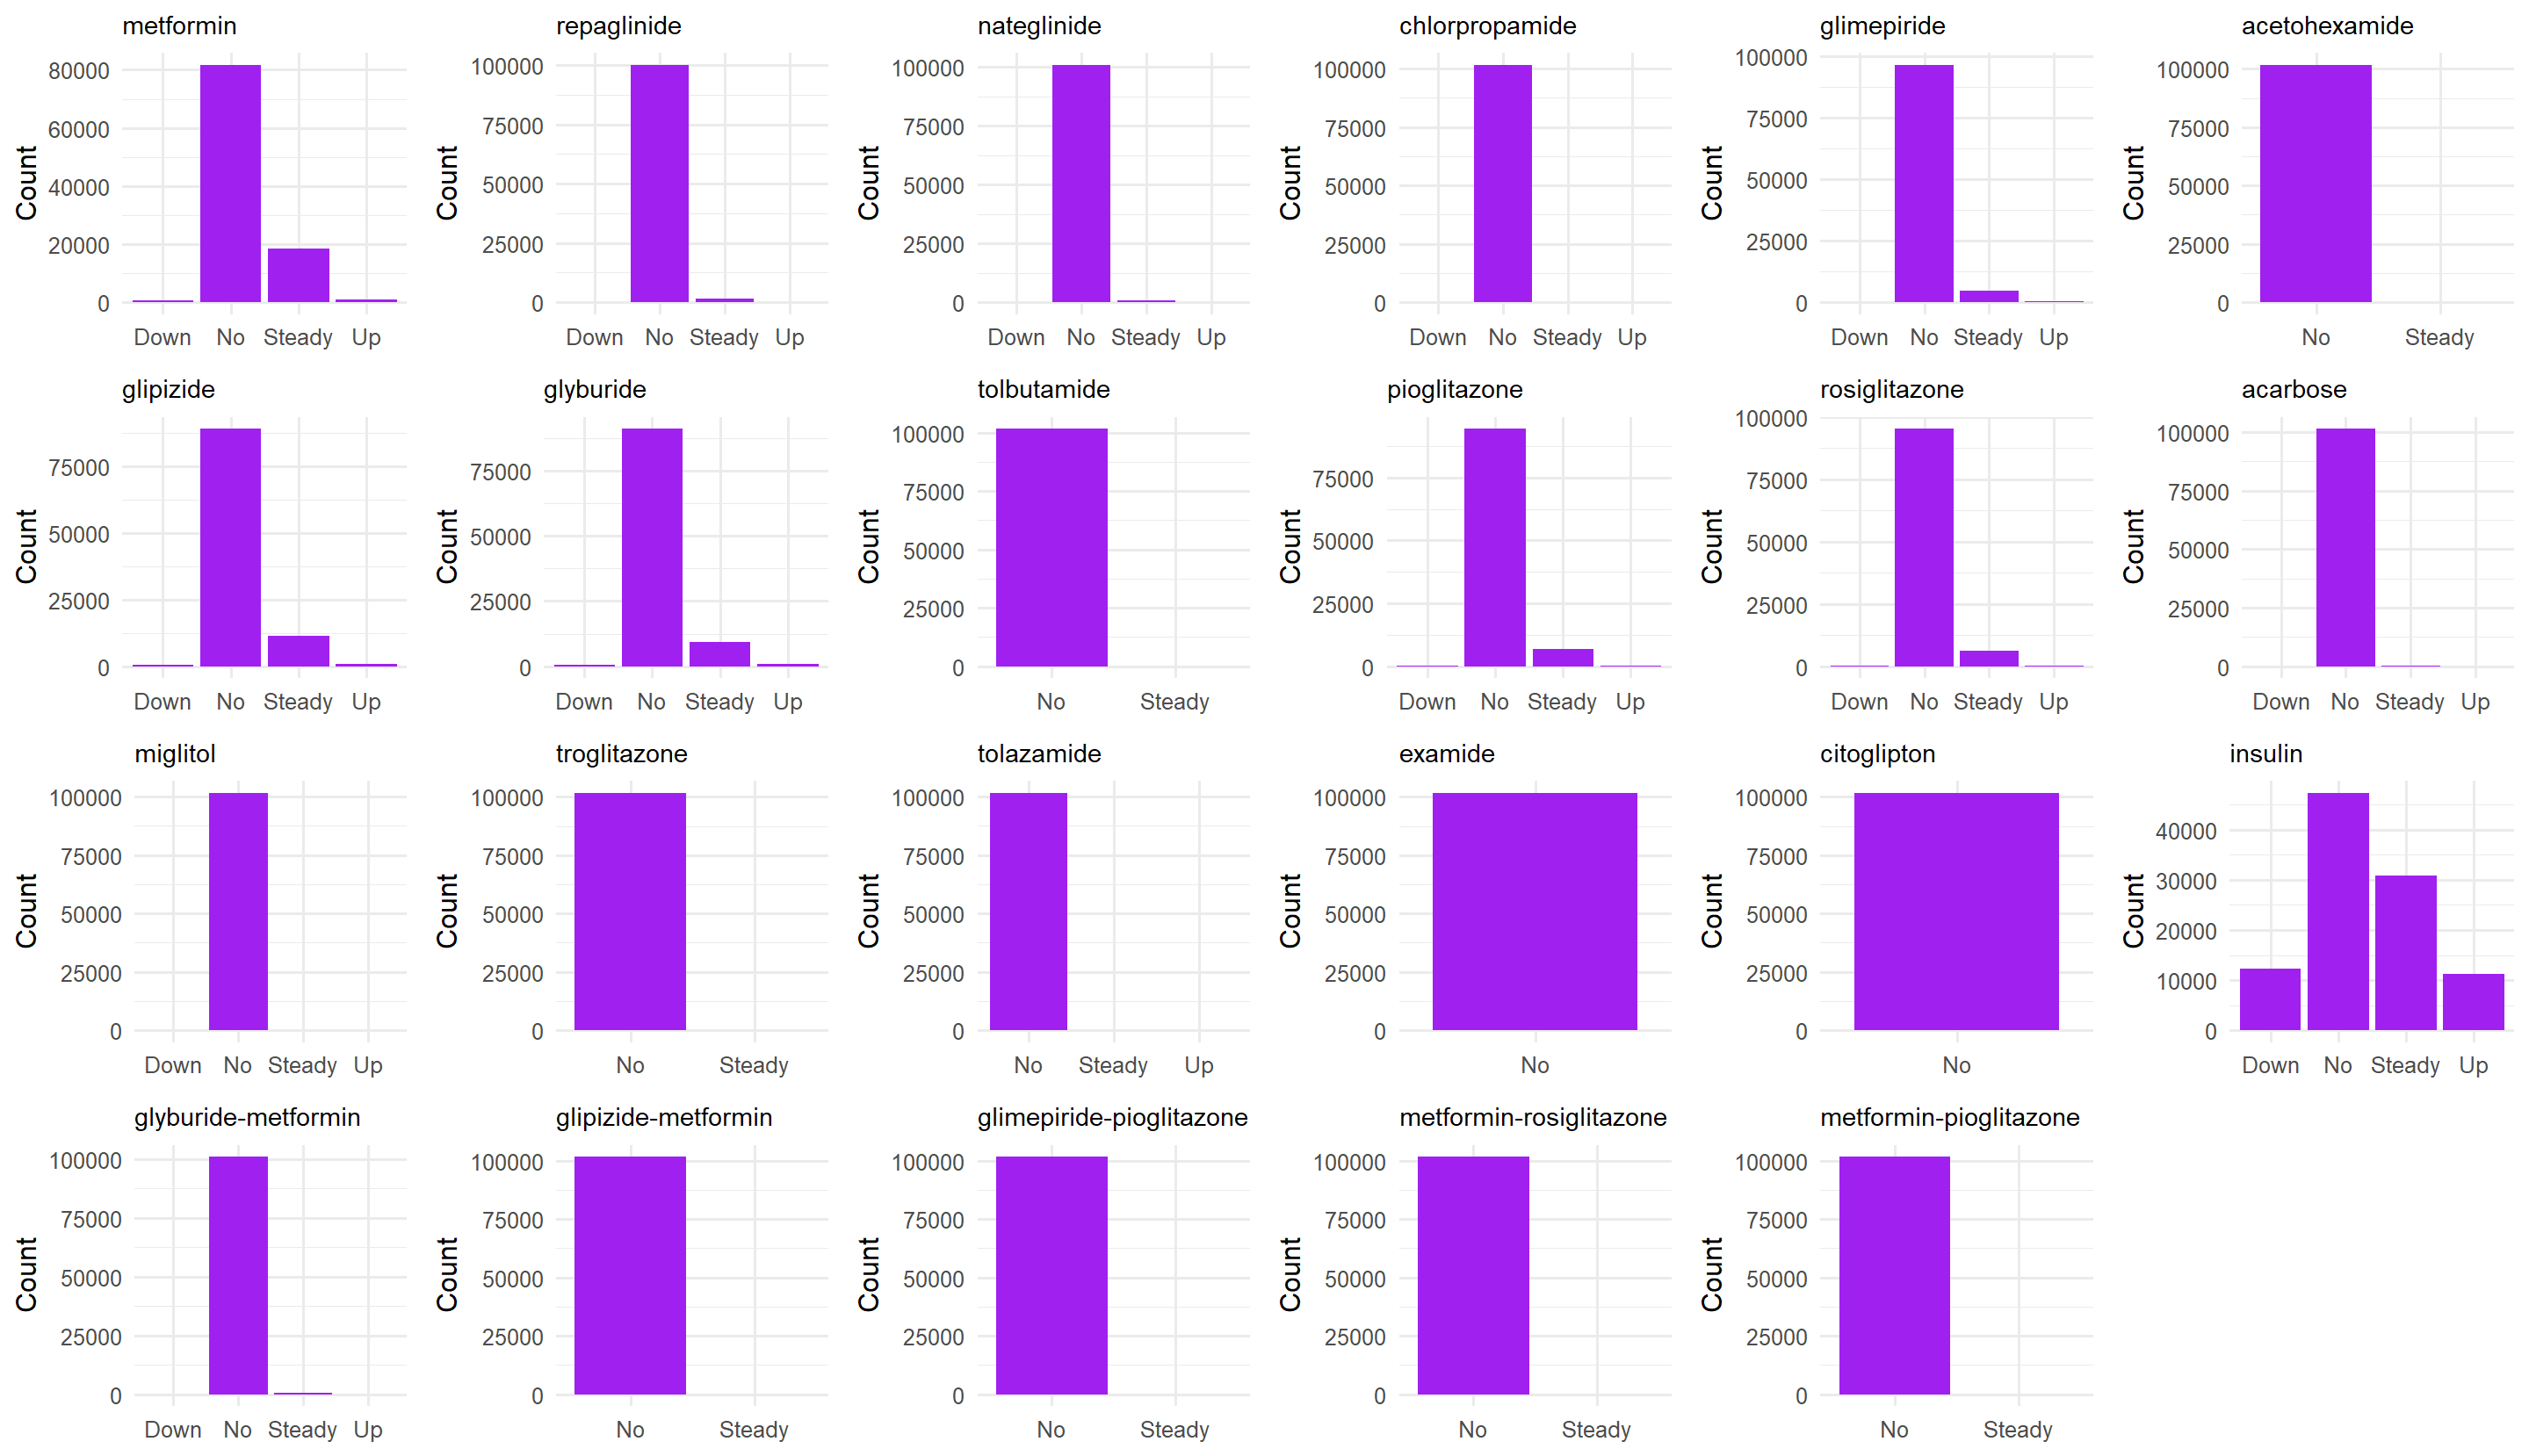 metformin
repaglinide
nateglinide
chlorpropamide
glimepiride
acetohexamide
Count
80000
60000
40000
20000
0
Down No Steady Up
Count
100000
75000
50000
25000
0
Down No Steady Up
Count
100000
75000
50000
25000
0
Down No Steady Up
Count
100000
75000
50000
25000
0
Down No Steady Up
Count
100000
75000
50000
25000
0
Down No Steady Up
Count
100000
75000
50000
25000
0
No Steady
glipizide
glyburide
tolbutamide
pioglitazone
rosiglitazone
acarbose
Count
75000
50000
25000
0
Down No Steady Up
Count
75000
50000
25000
0
Down No Steady Up
Count
100000
75000
50000
25000
0
No Steady
Count
75000
50000
25000
0
Down No Steady Up
Count
100000
75000
50000
25000
0
Down No Steady Up
Count
100000
75000
50000
25000
0
Down No Steady Up
miglitol
troglitazone
tolazamide
examide
citoglipton
insulin
Count
100000
75000
50000
25000
0
Down No Steady Up
Count
100000
75000
50000
25000
0
No Steady
Count
100000
75000
50000
25000
0
No Steady Up
Count
100000
75000
50000
25000
0
No
Count
100000
75000
50000
25000
0
No
Count
40000
30000
20000
10000
0
Down No Steady Up
glyburide-metformin
glipizide-metformin
glimepiride-pioglitazone
metformin-rosiglitazone
metformin-pioglitazone
Count
100000
75000
50000
25000
0
Down No Steady Up
Count
100000
75000
50000
25000
0
No Steady
Count
100000
75000
50000
25000
0
No Steady
Count
100000
75000
50000
25000
0
No Steady
Count
100000
75000
50000
25000
0
No Steady